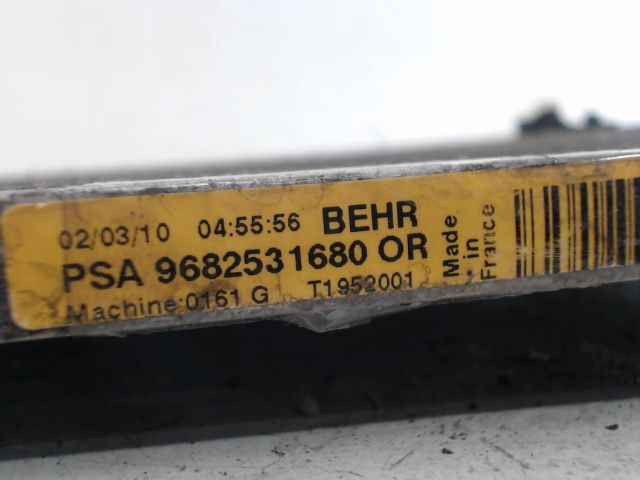 02/03/10 04:55:56 BEHR
PSA 9682531680 OR
Machine:0161 G T1952001
Made
in
France